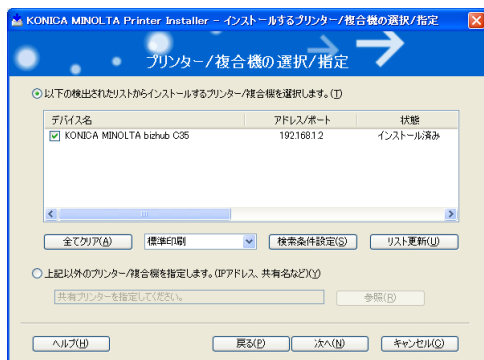 KONICA MINOLTA Printer Installer - インストールするプリンター/複合機の選択/指定
プリンター/複合機の選択/指定
以下の検出されたリストからインストールするプリンター/複合機を選択します。(T)
デバイス名 アドレス/ポート 状態
KONICA MINOLTA bizhub C35 192.168.1.2 インストール済み
全てクリア(A) 標準印刷 検索条件設定(S) リスト更新(U)
上記以外のプリンター/複合機を指定します。(IPアドレス、共有名など)(Y)
共有プリンターを指定してください。 参照(R)
ヘルプ(H) 戻る(P) 次へ(N) キャンセル(C)